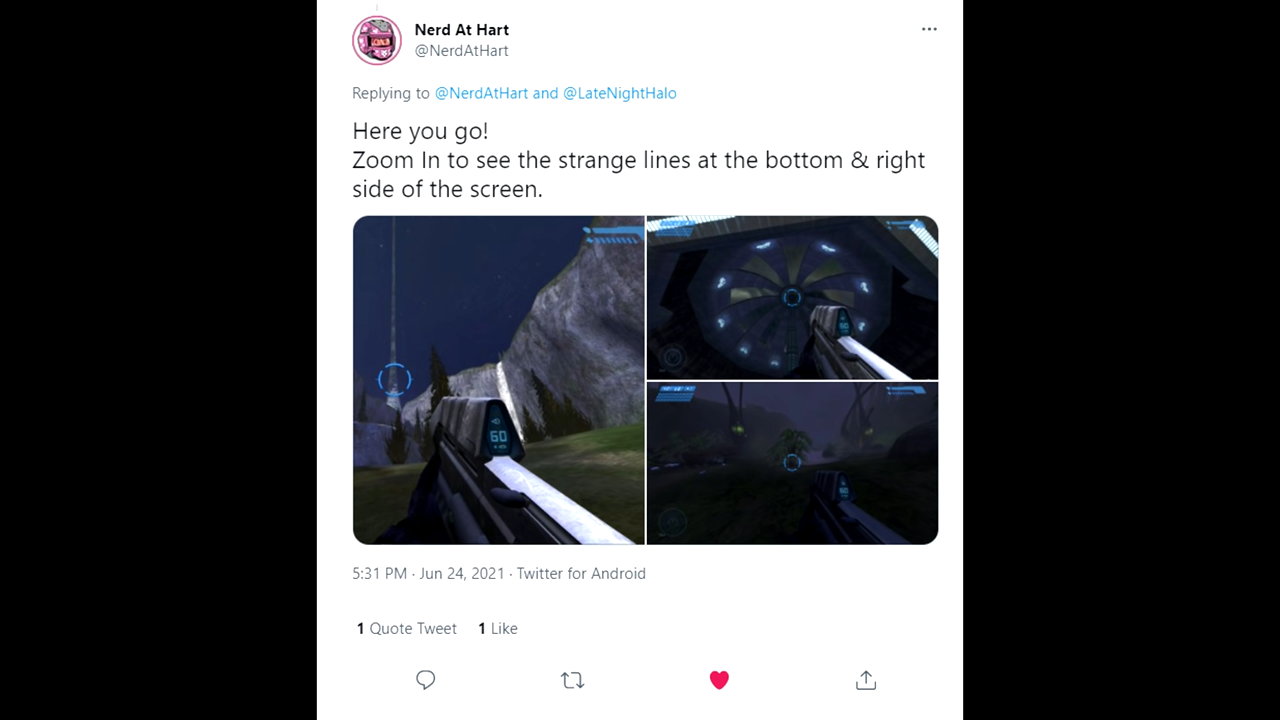 Nerd At Hart
@NerdAtHart
Replying to @NerdAtHart and @LateNightHalo
Here you go!
Zoom In to see the strange lines at the bottom & right
side of the screen.
60
60
60
5:31 PM · Jun 24, 2021 · Twitter for Android
1 Quote Tweet 1 Like